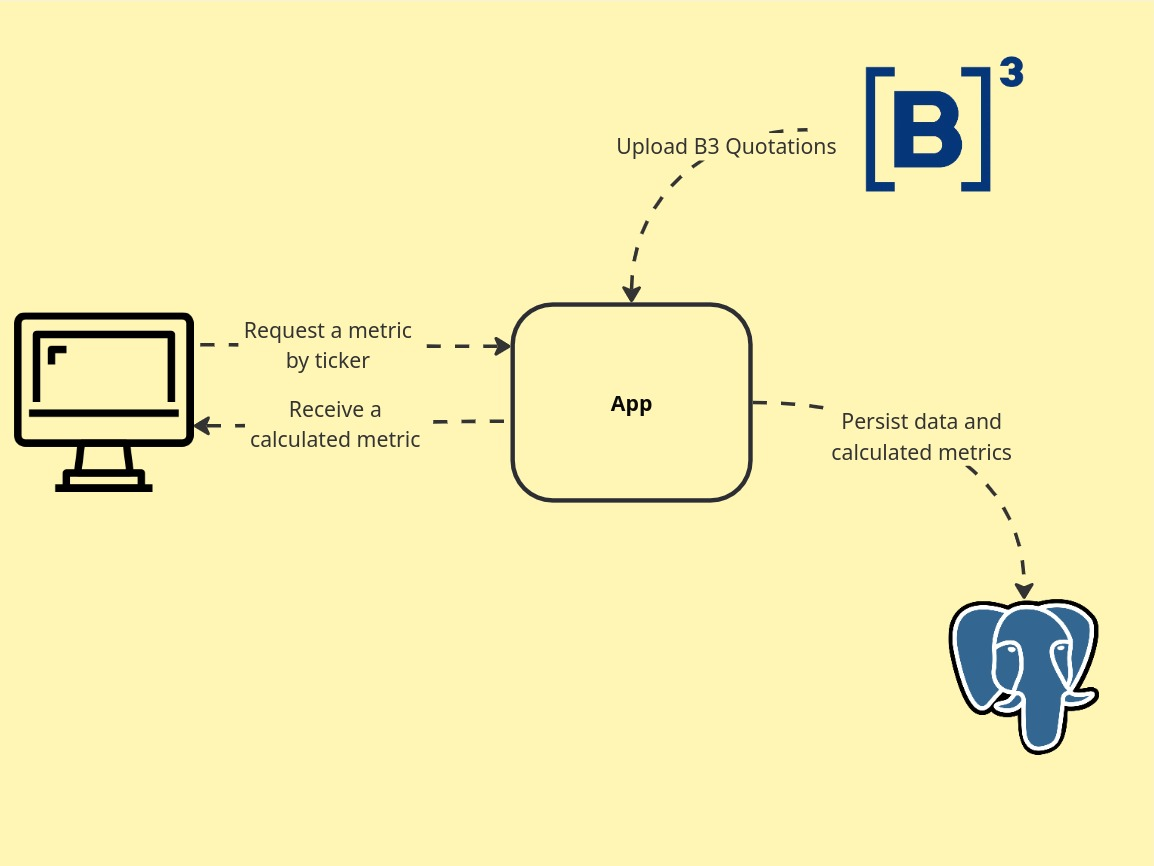 [B]³
Upload B3 Quotations
Request a metric
by ticker
Receive a
calculated metric
App
Persist data and
calculated metrics